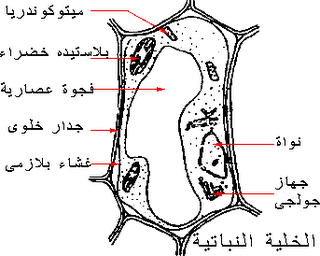 ميتوكوندريا
بلاستيده خضراء
فجوة عصارية
جدار خلوى
غشاء بلازمى
نواة
جهاز
جولجى
الخلية النباتية